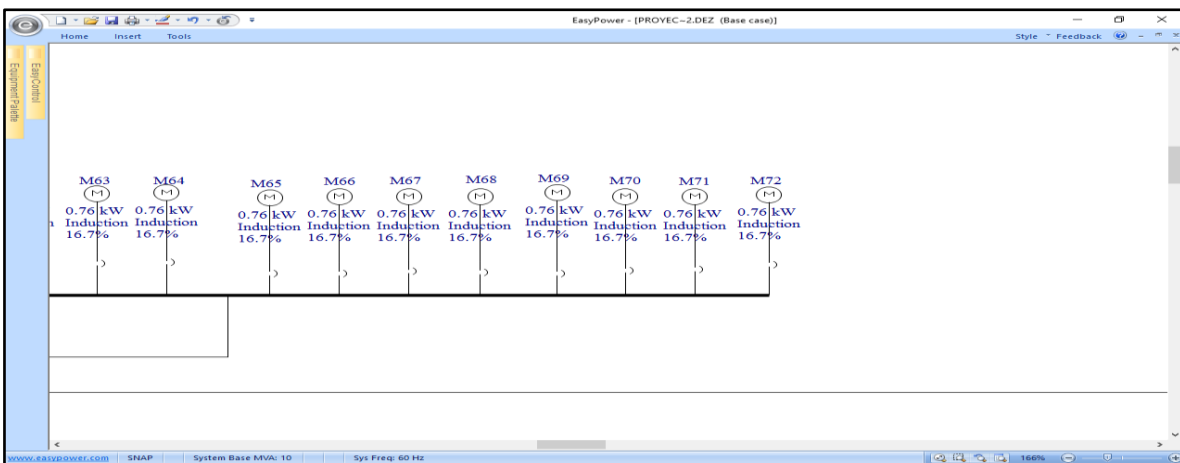 EasyPower - [PROYEC~2.DEZ (Base case)]
Home Insert Tools Style Feedback
EasyControl
Equipment Palette
M63 M64 M65 M66 M67 M68 M69 M70 M71 M72
M M M M M M M M M M
0.76 kW 0.76 kW 0.76 kW 0.76 kW 0.76 kW 0.76 kW 0.76 kW 0.76 kW 0.76 kW 0.76 kW
n Induction Induction Induction Induction Induction Induction Induction Induction Induction Induction
16.7% 16.7% 16.7% 16.7% 16.7% 16.7% 16.7% 16.7% 16.7% 16.7%
www.easypower.com SNAP System Base MVA: 10 Sys Freq: 60 Hz 166%